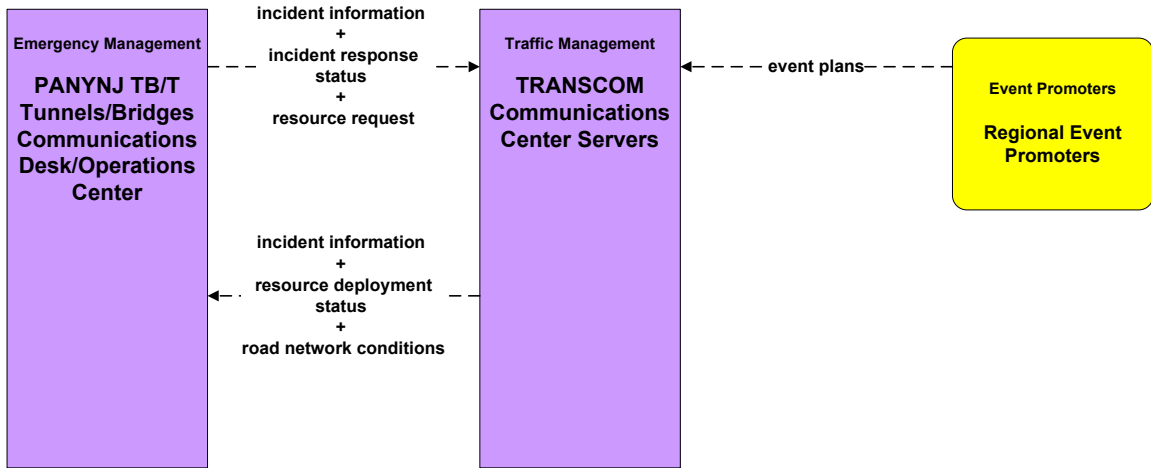 Emergency Management
PANYNJ TB/T
Tunnels/Bridges
Communications
Desk/Operations
Center
incident information
+
incident response
status
+
resource request
incident information
+
resource deployment
status
+
road network conditions
Traffic Management
TRANSCOM
Communications
Center Servers
event plans
Event Promoters
Regional Event
Promoters